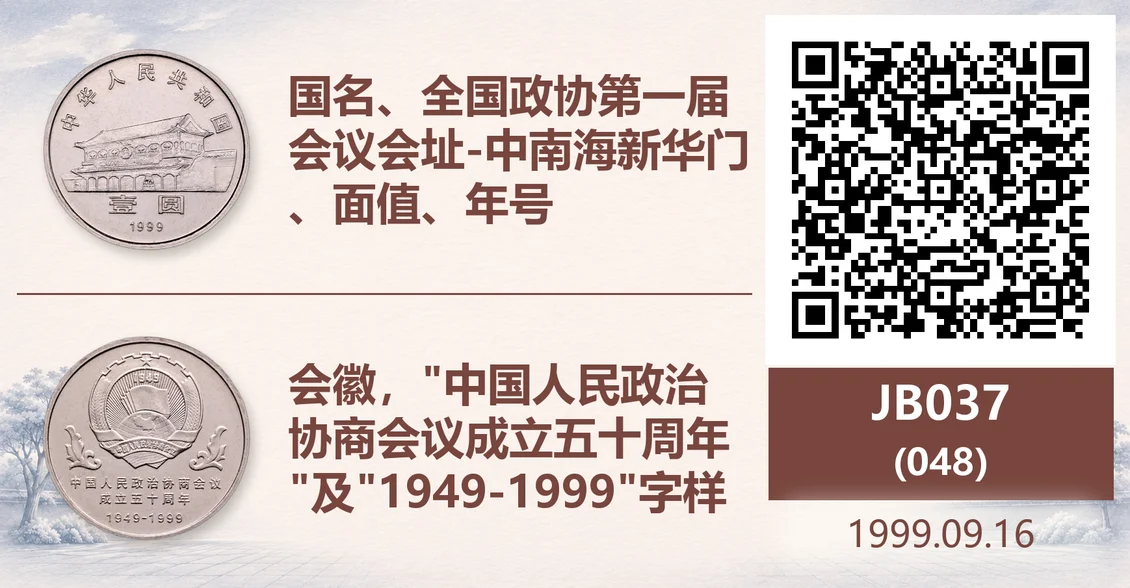 中华人民共和国
壹圆
1999
国名、全国政协第一届
会议会址-中南海新华门
、面值、年号
1949
中国人民政治协商会议
成立五十周年
1949-1999
会徽，"中国人民政治
协商会议成立五十周年
"及"1949-1999"字样
JB037
(048)
1999.09.16